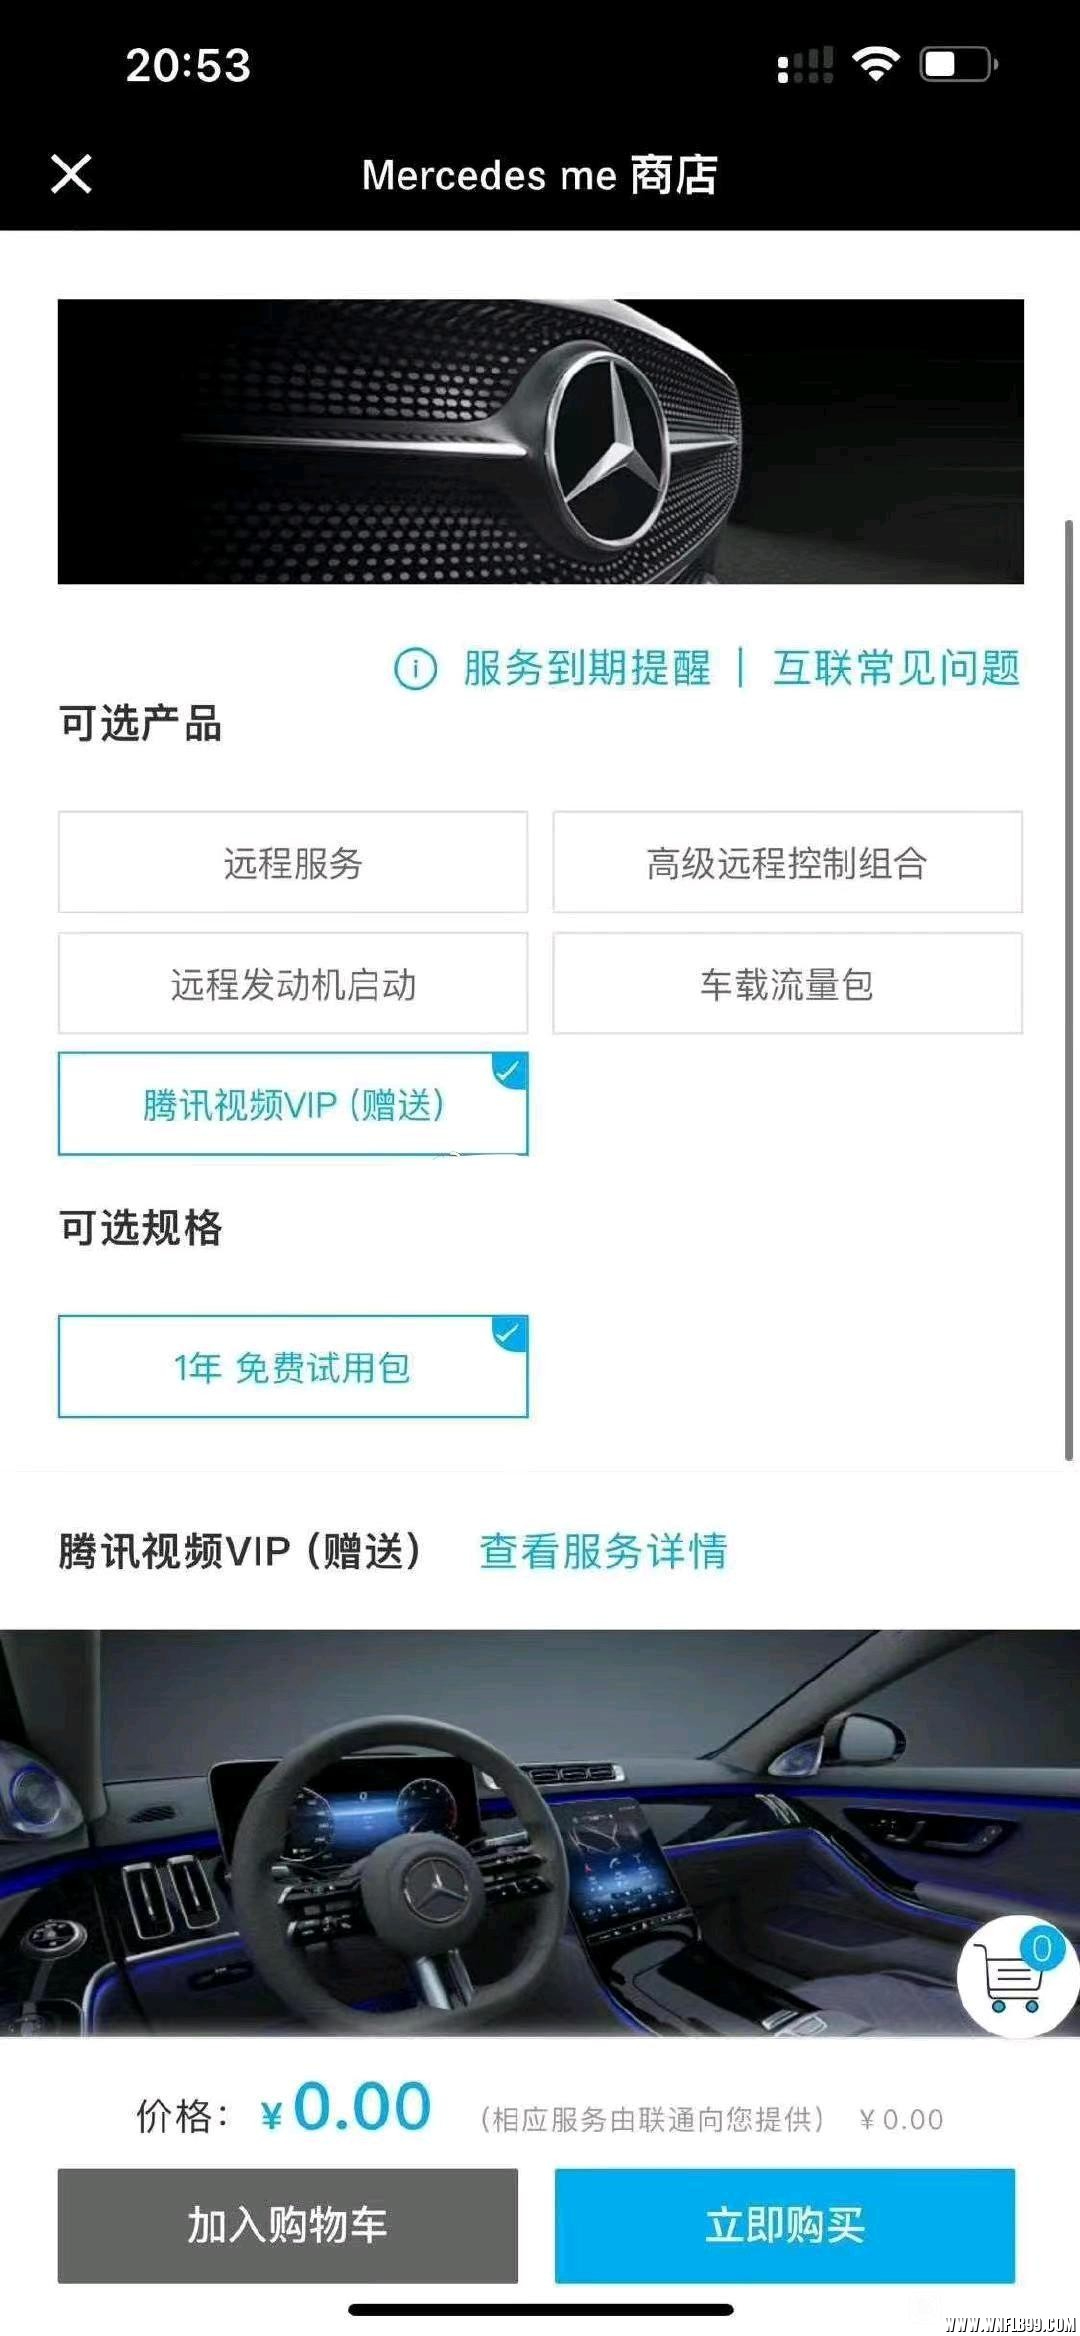 20:53
Mercedes me 商店
服务到期提醒 | 互联常见问题
可选产品
远程服务
高级远程控制组合
远程发动机启动
车载流量包
腾讯视频VIP（赠送）
可选规格
1年 免费试用包
腾讯视频VIP（赠送） 查看服务详情
0
价格：￥0.00 （相应服务由联通向您提供） ￥0.00
加入购物车
立即购买
WWW.WNFLB99.COM